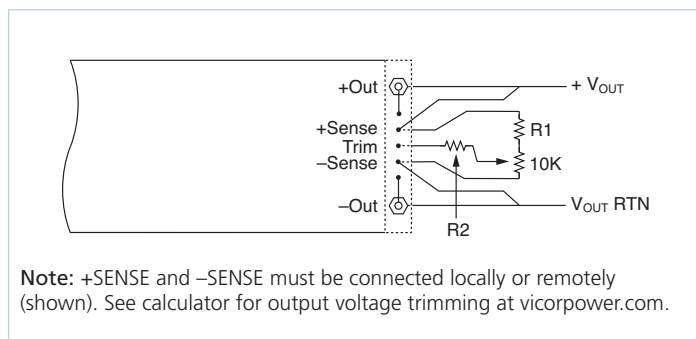 +Out
+ VOUT
+Sense
R1
Trim
–Sense
10K
–Out
VOUT RTN
R2
Note: +SENSE and –SENSE must be connected locally or remotely
(shown). See calculator for output voltage trimming at vicorpower.com.